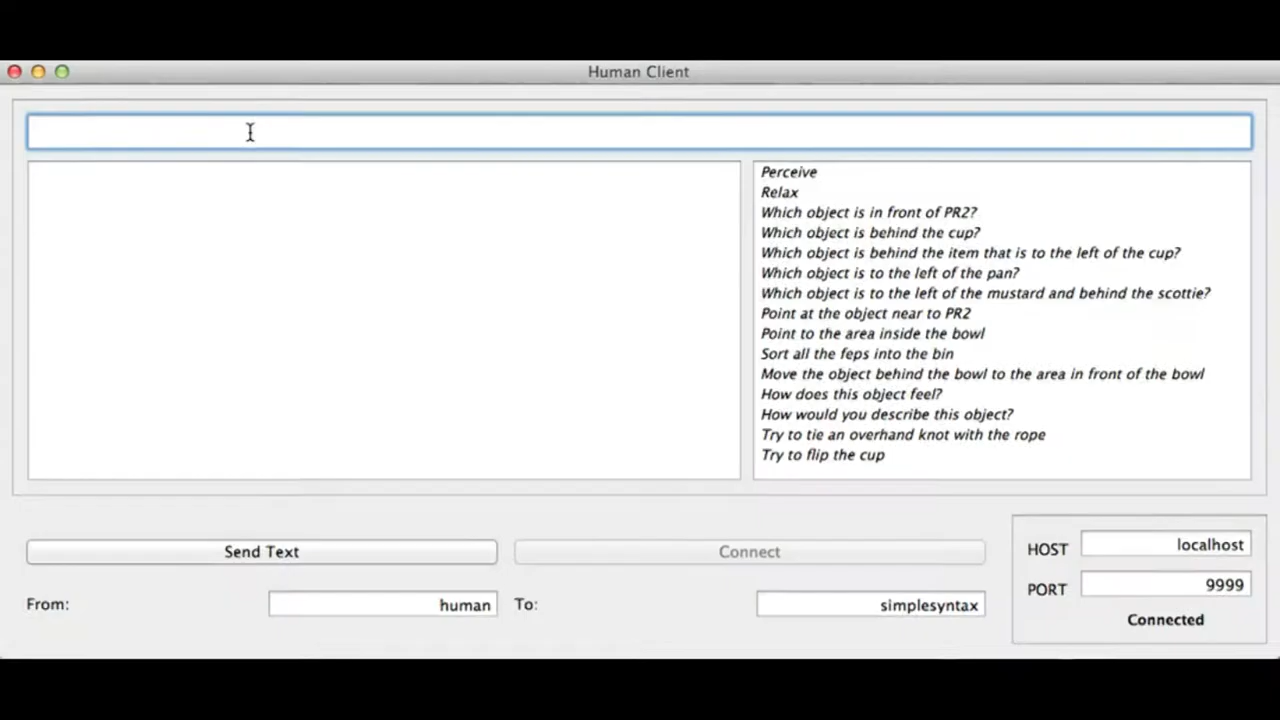 Human Client
Perceive
Relax
Which object is in front of PR2?
Which object is behind the cup?
Which object is behind the item that is to the left of the cup?
Which object is to the left of the pan?
Which object is to the left of the mustard and behind the scottie?
Point at the object near to PR2
Point to the area inside the bowl
Sort all the feps into the bin
Move the object behind the bowl to the area in front of the bowl
How does this object feel?
How would you describe this object?
Try to tie an overhand knot with the rope
Try to flip the cup
Send Text
Connect
From:
human
To:
simplesyntax
HOST
localhost
PORT
9999
Connected